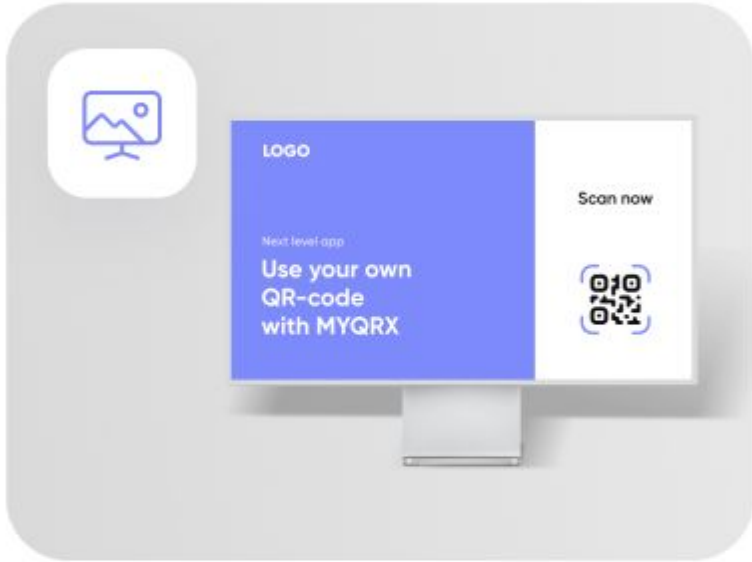 LOGO
Next level app
Use your own
QR-code
with MYQRX
Scan now